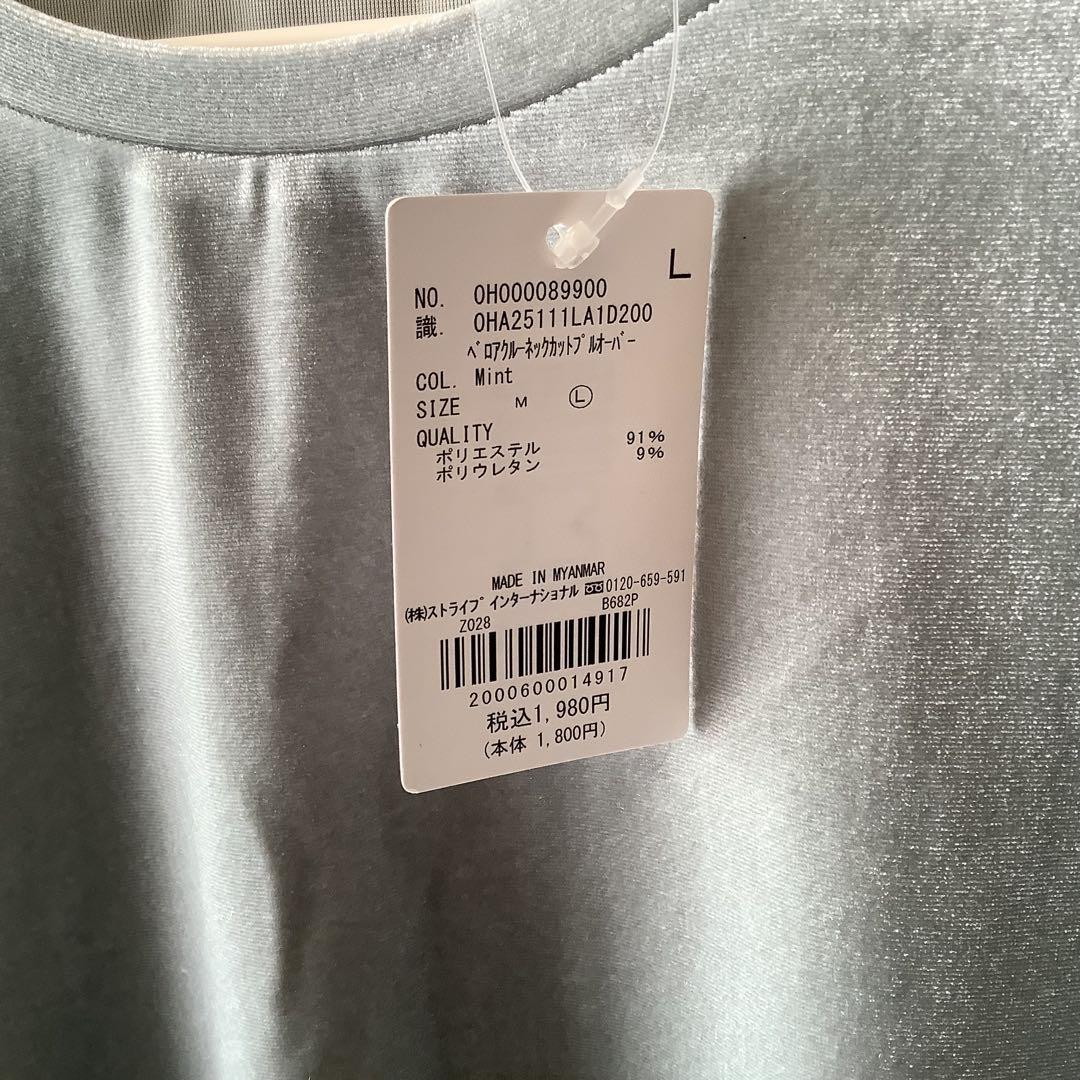 L
NO. 0H000089900
識. 0HA25111LA1D200
ﾍﾞﾛｱｸﾙｰﾈｯｸｶｯﾄﾌﾟﾙｵｰﾊﾞｰ
COL. Mint
SIZE M Ⓛ
QUALITY
ポリエステル 91%
ポリウレタン 9%
MADE IN MYANMAR
㈱ストライプインターナショナル 0120-659-591
Z028 B682P
2000600014917
税込1,980円
(本体 1,800円)